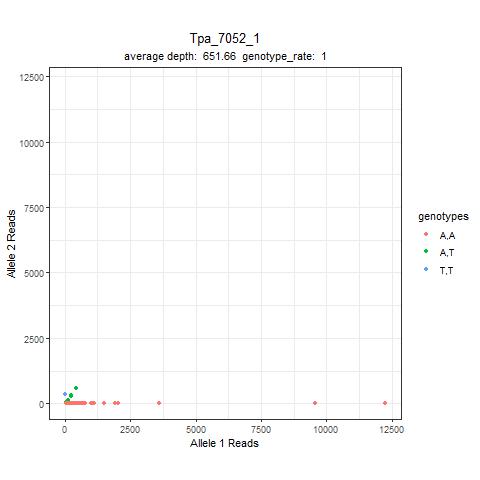 Tpa_7052_1
average depth: 651.66 genotype_rate: 1
12500
10000
7500
5000
2500
0
Allele 2 Reads
0 2500 5000 7500 10000 12500
Allele 1 Reads
genotypes
A,A
A,T
T,T